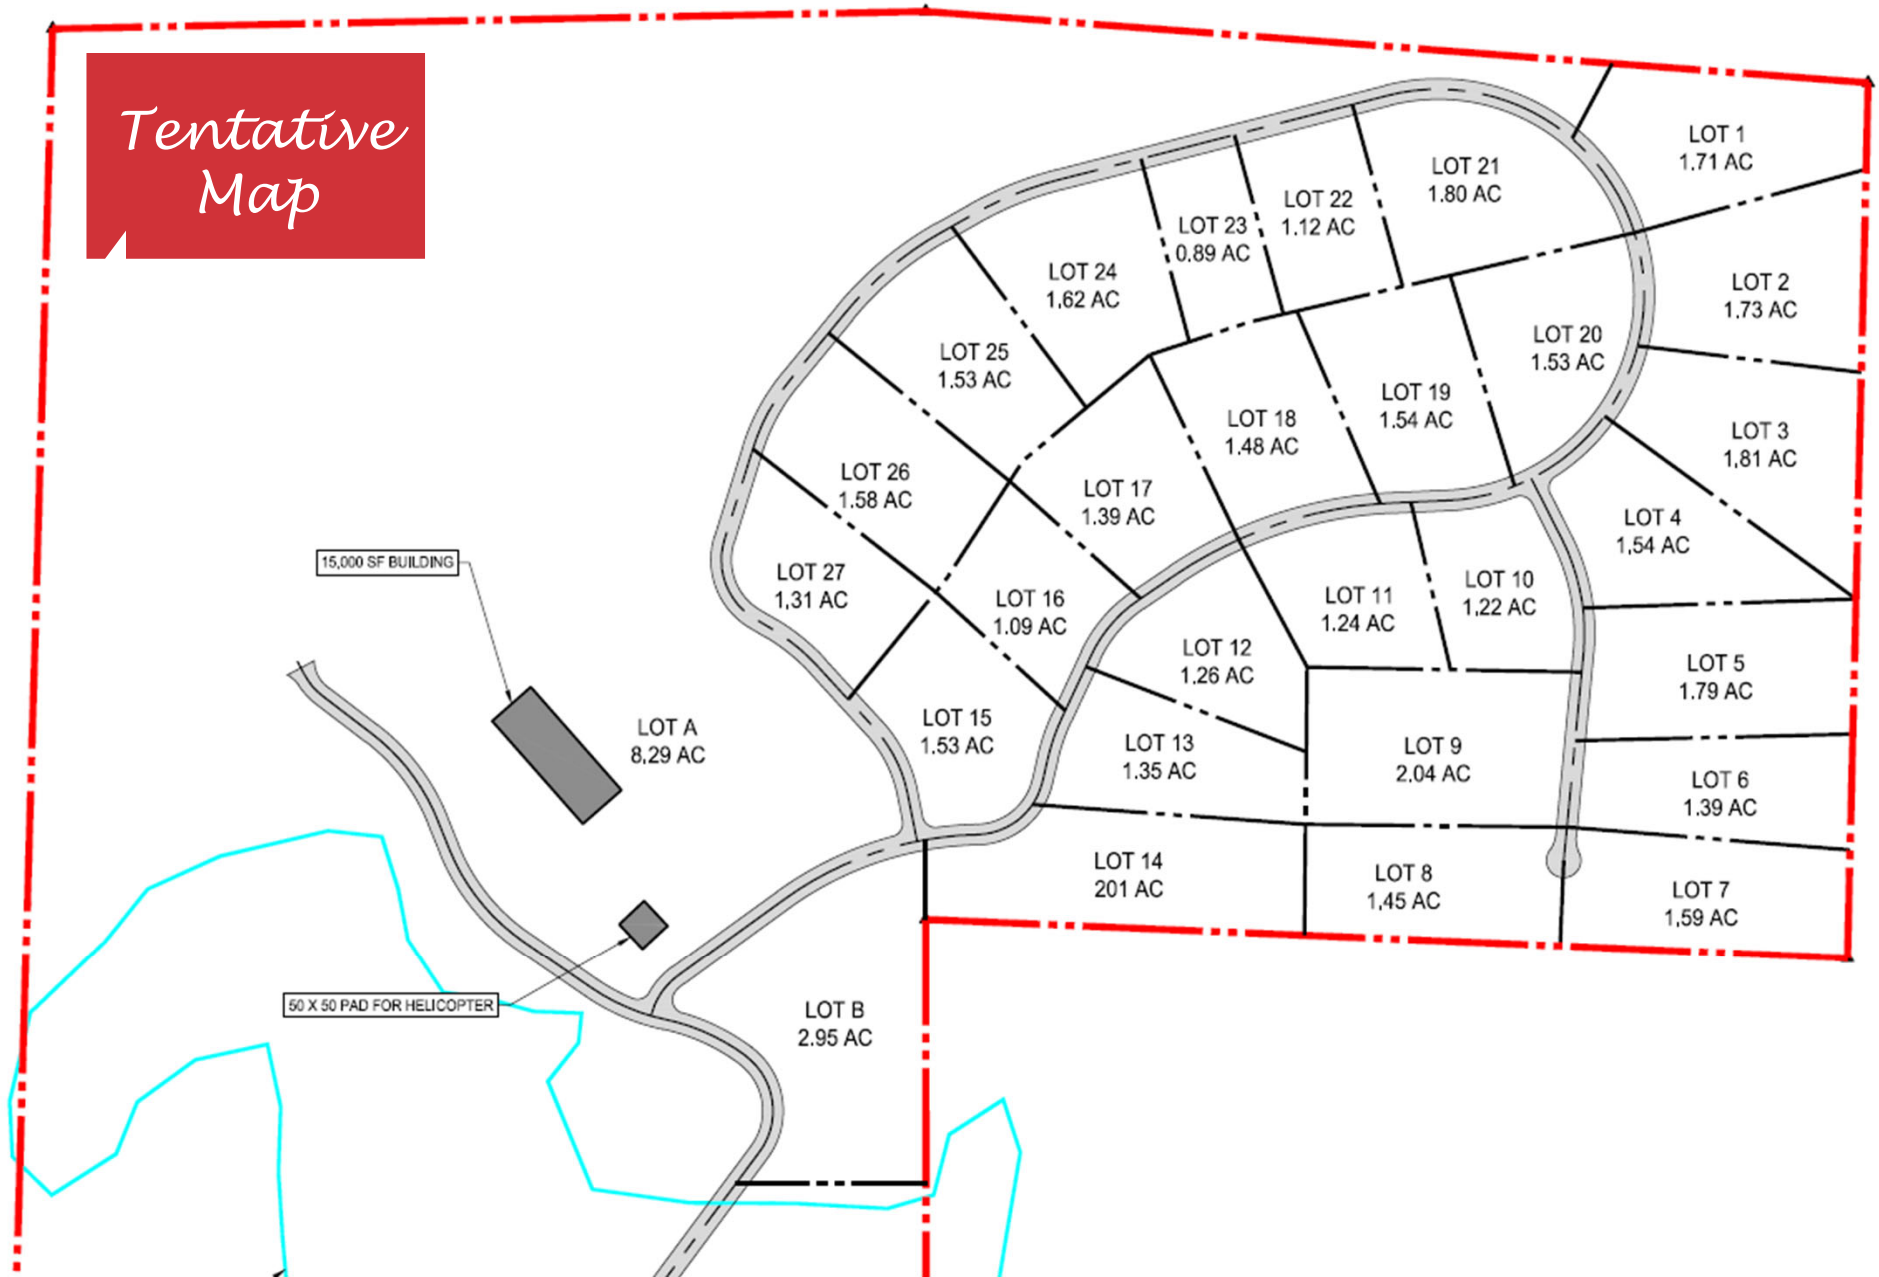 Tentative
Map
LOT 1
1.71 AC
LOT 21
1.80 AC
LOT 22
1.12 AC
LOT 23
0.89 AC
LOT 24
1.62 AC
LOT 2
1.73 AC
LOT 20
1.53 AC
LOT 25
1.53 AC
LOT 19
1.54 AC
LOT 18
1.48 AC
LOT 3
1,81 AC
LOT 26
1.58 AC
LOT 17
1.39 AC
LOT 4
1,54 AC
15,000 SF BUILDING
LOT 27
1,31 AC
LOT 16
1.09 AC
LOT 11
1.24 AC
LOT 10
1,22 AC
LOT 12
1,26 AC
LOT 5
1.79 AC
LOT A
8,29 AC
LOT 15
1.53 AC
LOT 13
1.35 AC
LOT 9
2.04 AC
LOT 6
1.39 AC
LOT 14
201 AC
LOT 8
1,45 AC
LOT 7
1,59 AC
50 X 50 PAD FOR HELICOPTER
LOT B
2.95 AC